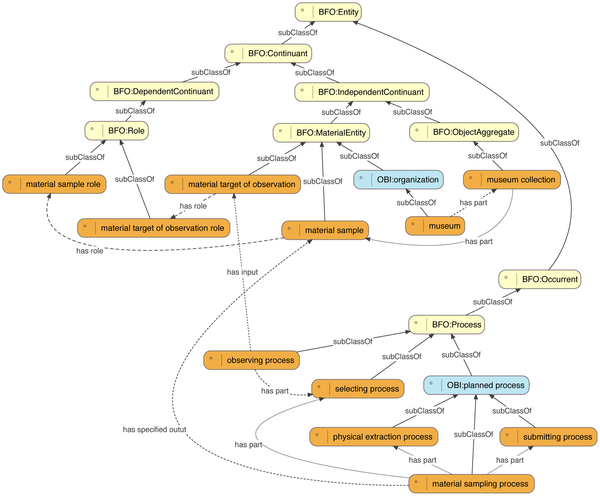 BFO:Entity
subClassOf
BFO:Continuant
subClassOf
subClassOf
BFO:DependentContinuant
BFO:IndependentContinuant
subClassOf
subClassOf
subClassOf
subClassOf
BFO:Role
BFO:MaterialEntity
BFO:ObjectAggregate
subClassOf
subClassOf
subClassOf
subClassOf
subClassOf
subClassOf
material sample role
material target of observation
OBI:organization
museum collection
has role
subClassOf
has part
material target of observation role
material sample
museum
has role
has part
has input
BFO:Occurrent
subClassOf
BFO:Process
subClassOf
subClassOf
subClassOf
observing process
selecting process
OBI:planned process
has part
subClassOf
subClassOf
has specified outut
physical extraction process
subClassOf
submitting process
has part
has part
has part
material sampling process